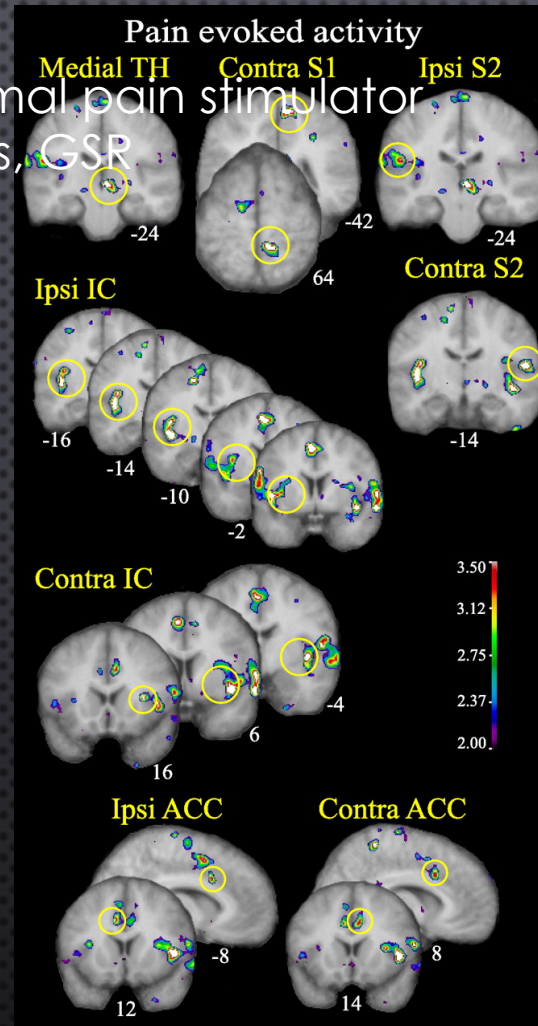 Pain evoked activity
Medial TH
Contra S1
Ipsi S2
pain stimulator
GSR
-24
-42
64
-24
Ipsi IC
Contra S2
-16
-14
-10
-2
-14
Contra IC
3.50
3.12
2.75
2.37
2.00
-4
6
16
Ipsi ACC
Contra ACC
-8
12
8
14